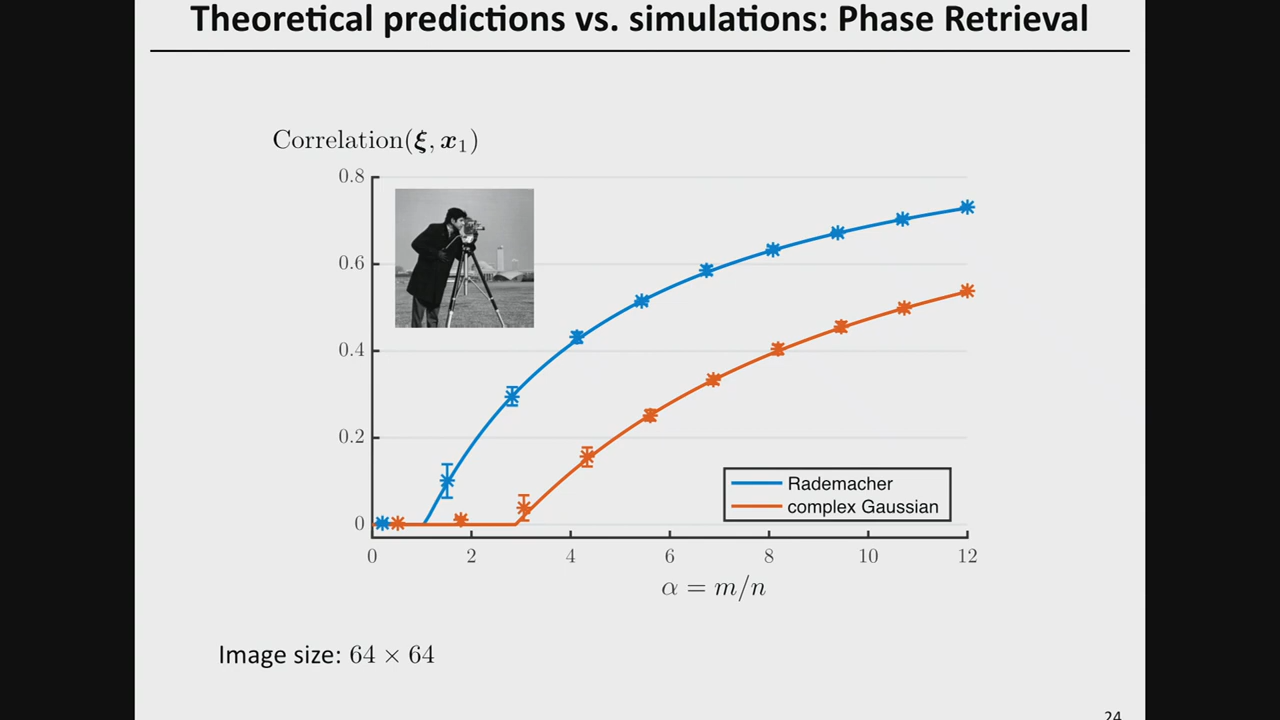 Theoretical predictions vs. simulations: Phase Retrieval
Correlation(ξ, x₁)
0.8
0.6
0.4
0.2
0
0 2 4 6 8 10 12
α = m/n
Rademacher
complex Gaussian
Image size: 64 × 64
24